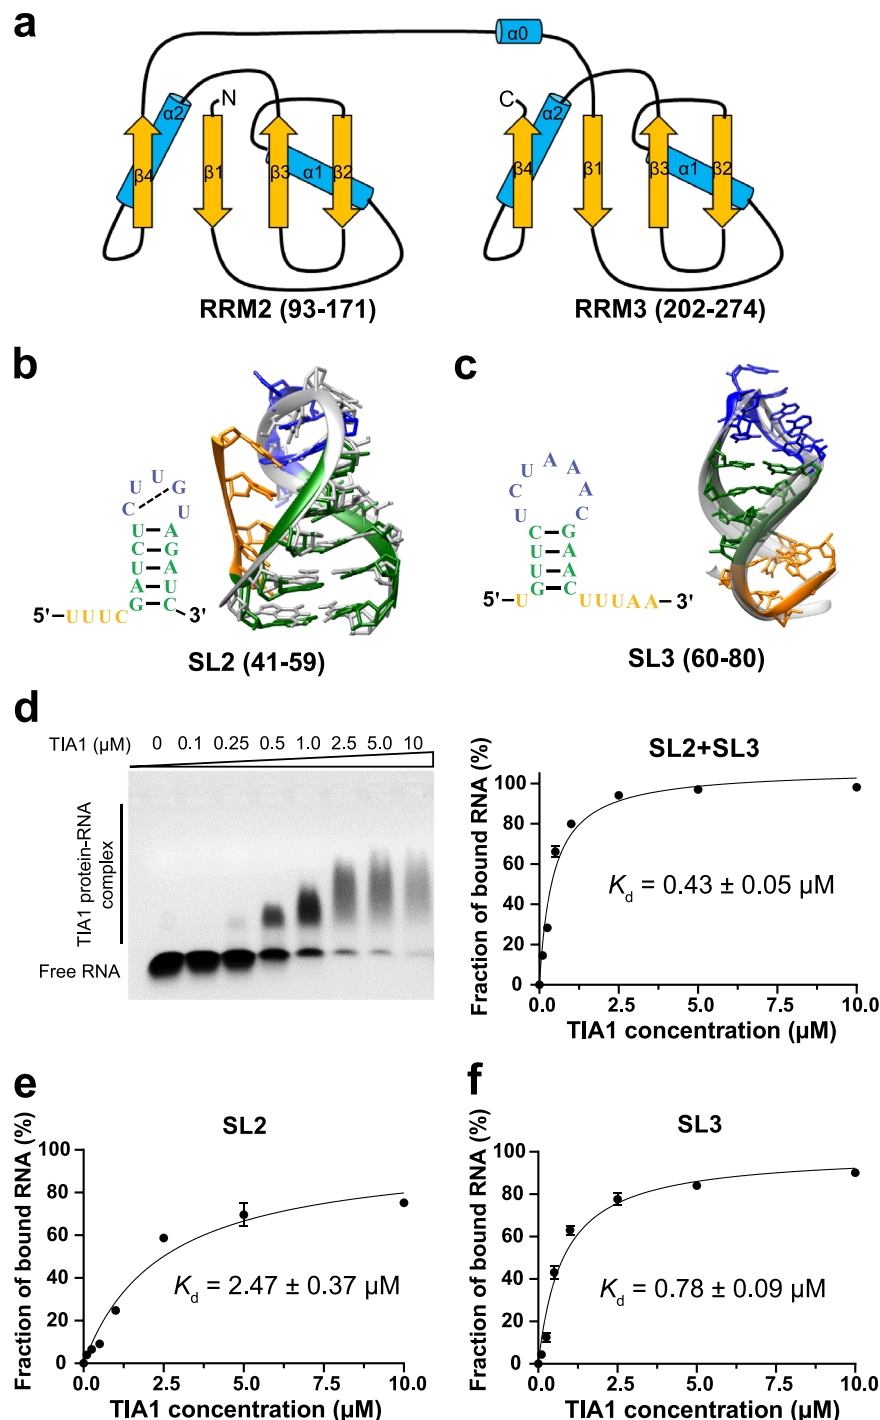 a
α0
N
C
α2
β4
β1
β3
α1
β2
α2
β4
β1
β3
α1
β2
RRM2 (93-171)
RRM3 (202-274)
b
c
U U
C G
U
U A
C G
U A
A U
G C
5'
U U U C
3'
SL2 (41-59)
A A
U A
C
U C
C G
U A
U A
G C
5'
U
U U U A A
3'
SL3 (60-80)
d
TIA1 (µM) 0 0.1 0.25 0.5 1.0 2.5 5.0 10
TIA1 protein-RNA
complex
Free RNA
SL2+SL3
Fraction of bound RNA (%)
100
80
60
40
20
0
Kd = 0.43 ± 0.05 µM
0.0 2.5 5.0 7.5 10.0
TIA1 concentration (µM)
e
SL2
Fraction of bound RNA (%)
100
80
60
40
20
0
Kd = 2.47 ± 0.37 µM
0.0 2.5 5.0 7.5 10.0
TIA1 concentration (µM)
f
SL3
Fraction of bound RNA (%)
100
80
60
40
20
0
Kd = 0.78 ± 0.09 µM
0.0 2.5 5.0 7.5 10.0
TIA1 concentration (µM)